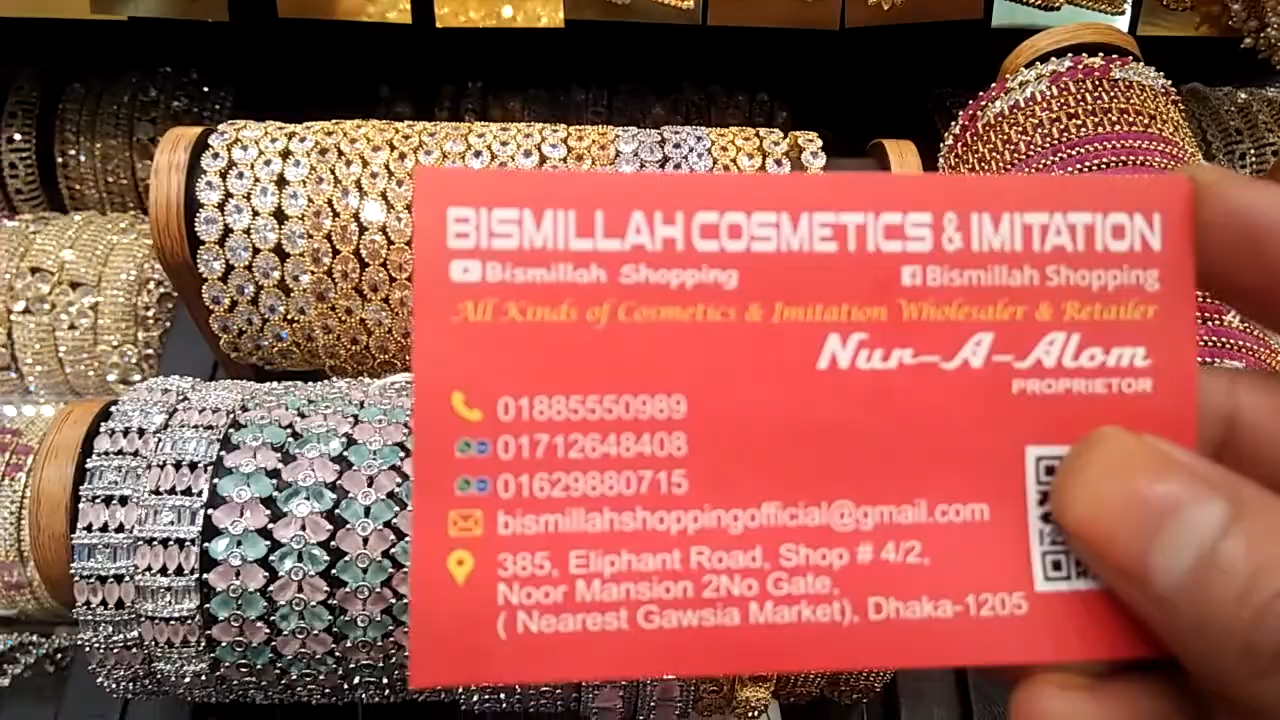 BISMILLAH COSMETICS & IMITATION
Bismillah Shopping
Bismillah Shopping
All Kinds of Cosmetics & Imitation Wholesaler & Retailer
Nur-A-Alom
PROPRIETOR
01885550989
01712648408
01629880715
bismillahshoppingofficial@gmail.com
385, Eliphant Road, Shop # 4/2,
Noor Mansion 2No Gate,
( Nearest Gawsia Market), Dhaka-1205